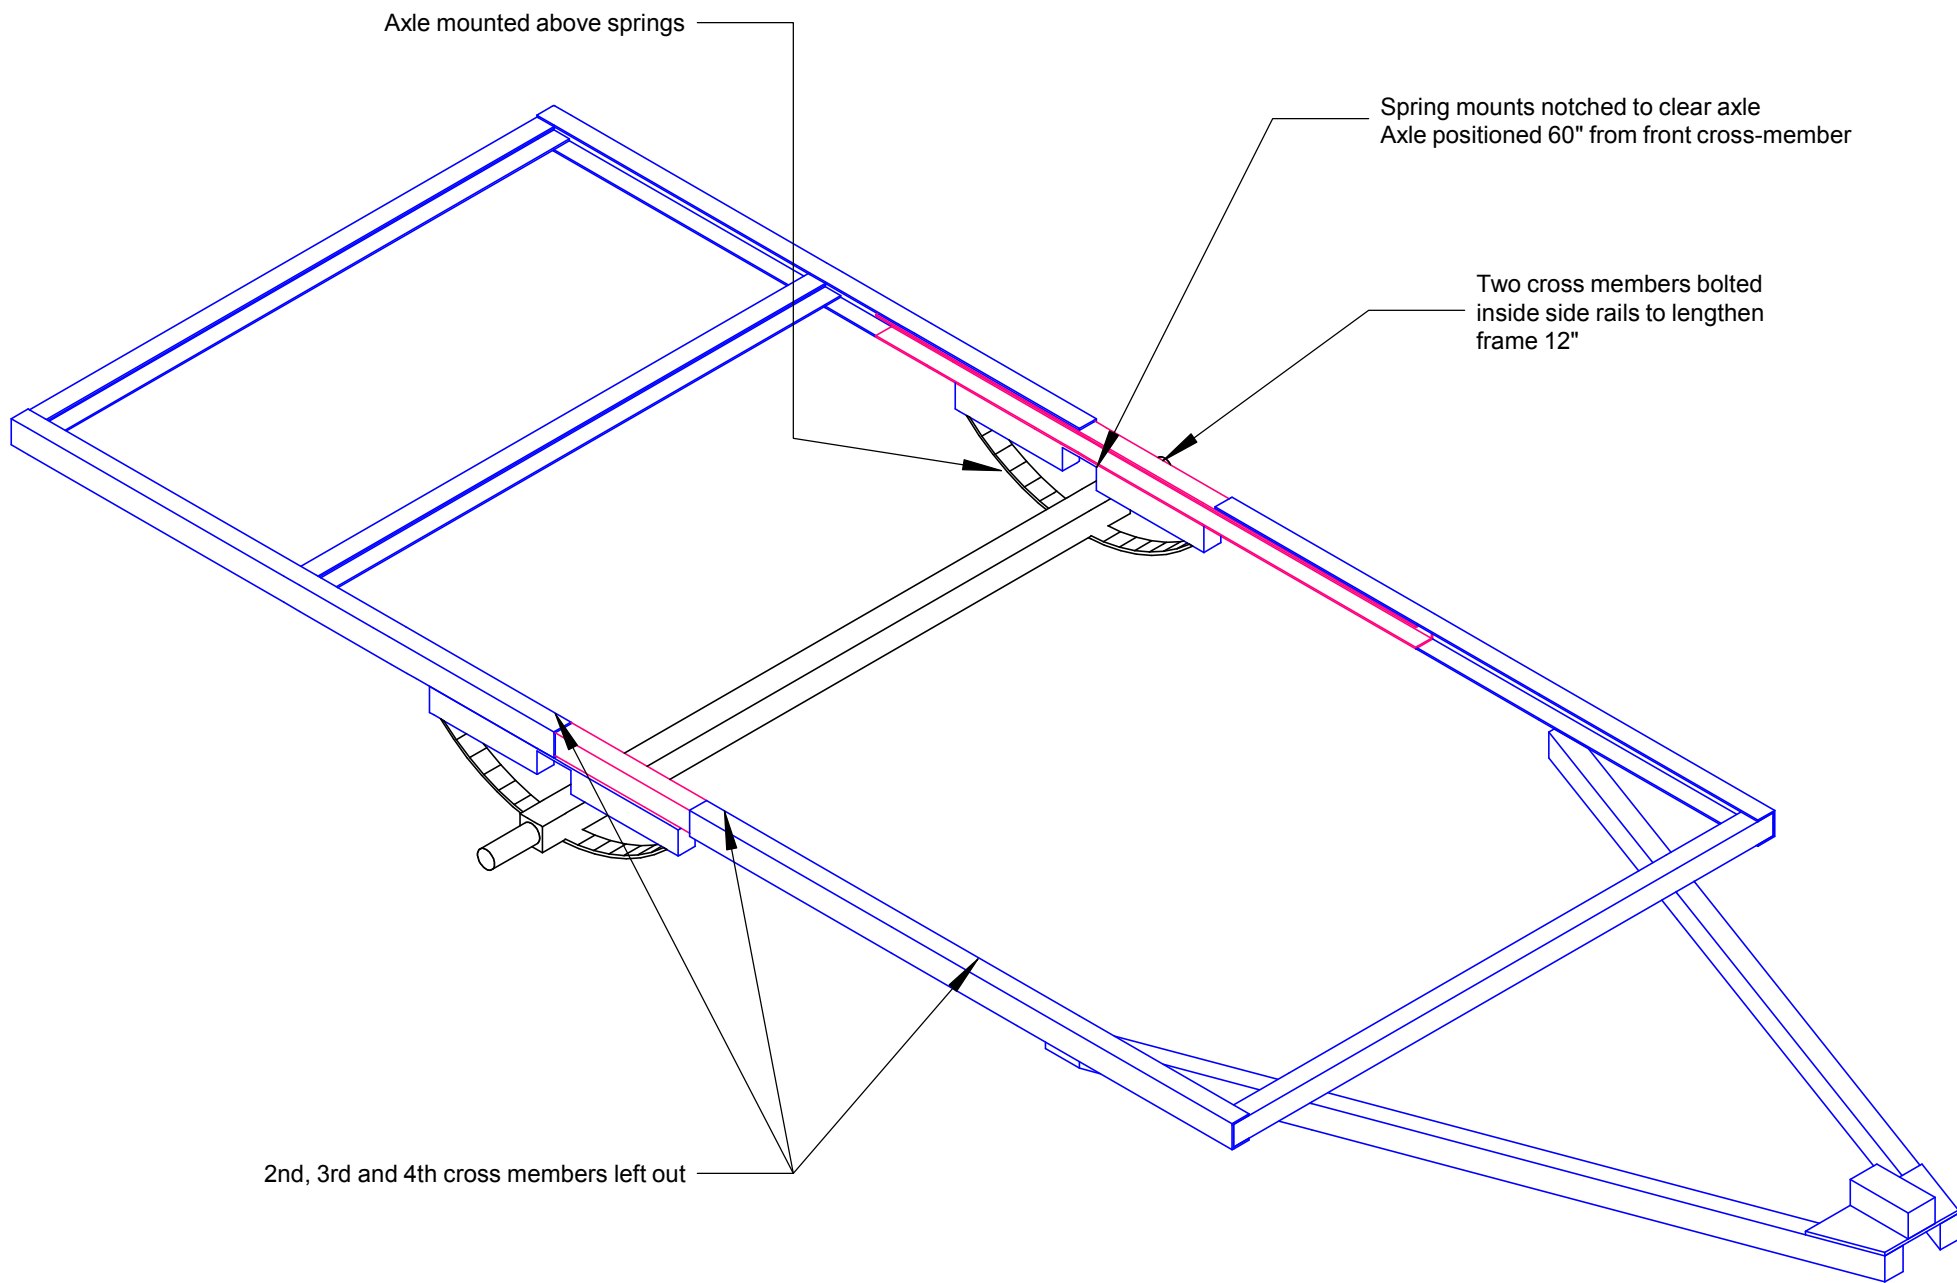 Axle mounted above springs
Spring mounts notched to clear axle
Axle positioned 60" from front cross-member
Two cross members bolted
inside side rails to lengthen
frame 12"
2nd, 3rd and 4th cross members left out